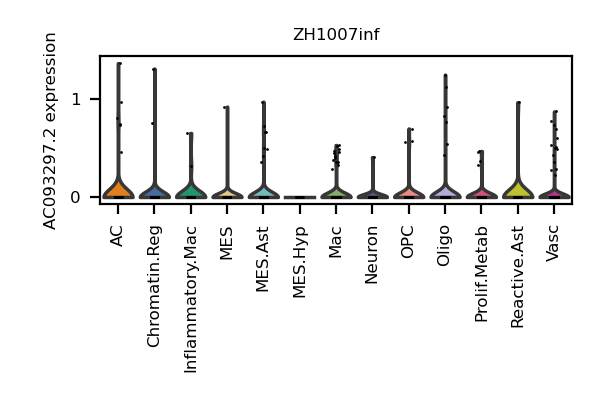 ZH1007inf
AC093297.2 expression
1
0
AC
Chromatin.Reg
Inflammatory.Mac
MES
MES.Ast
MES.Hyp
Mac
Neuron
OPC
Oligo
Prolif.Metab
Reactive.Ast
Vasc